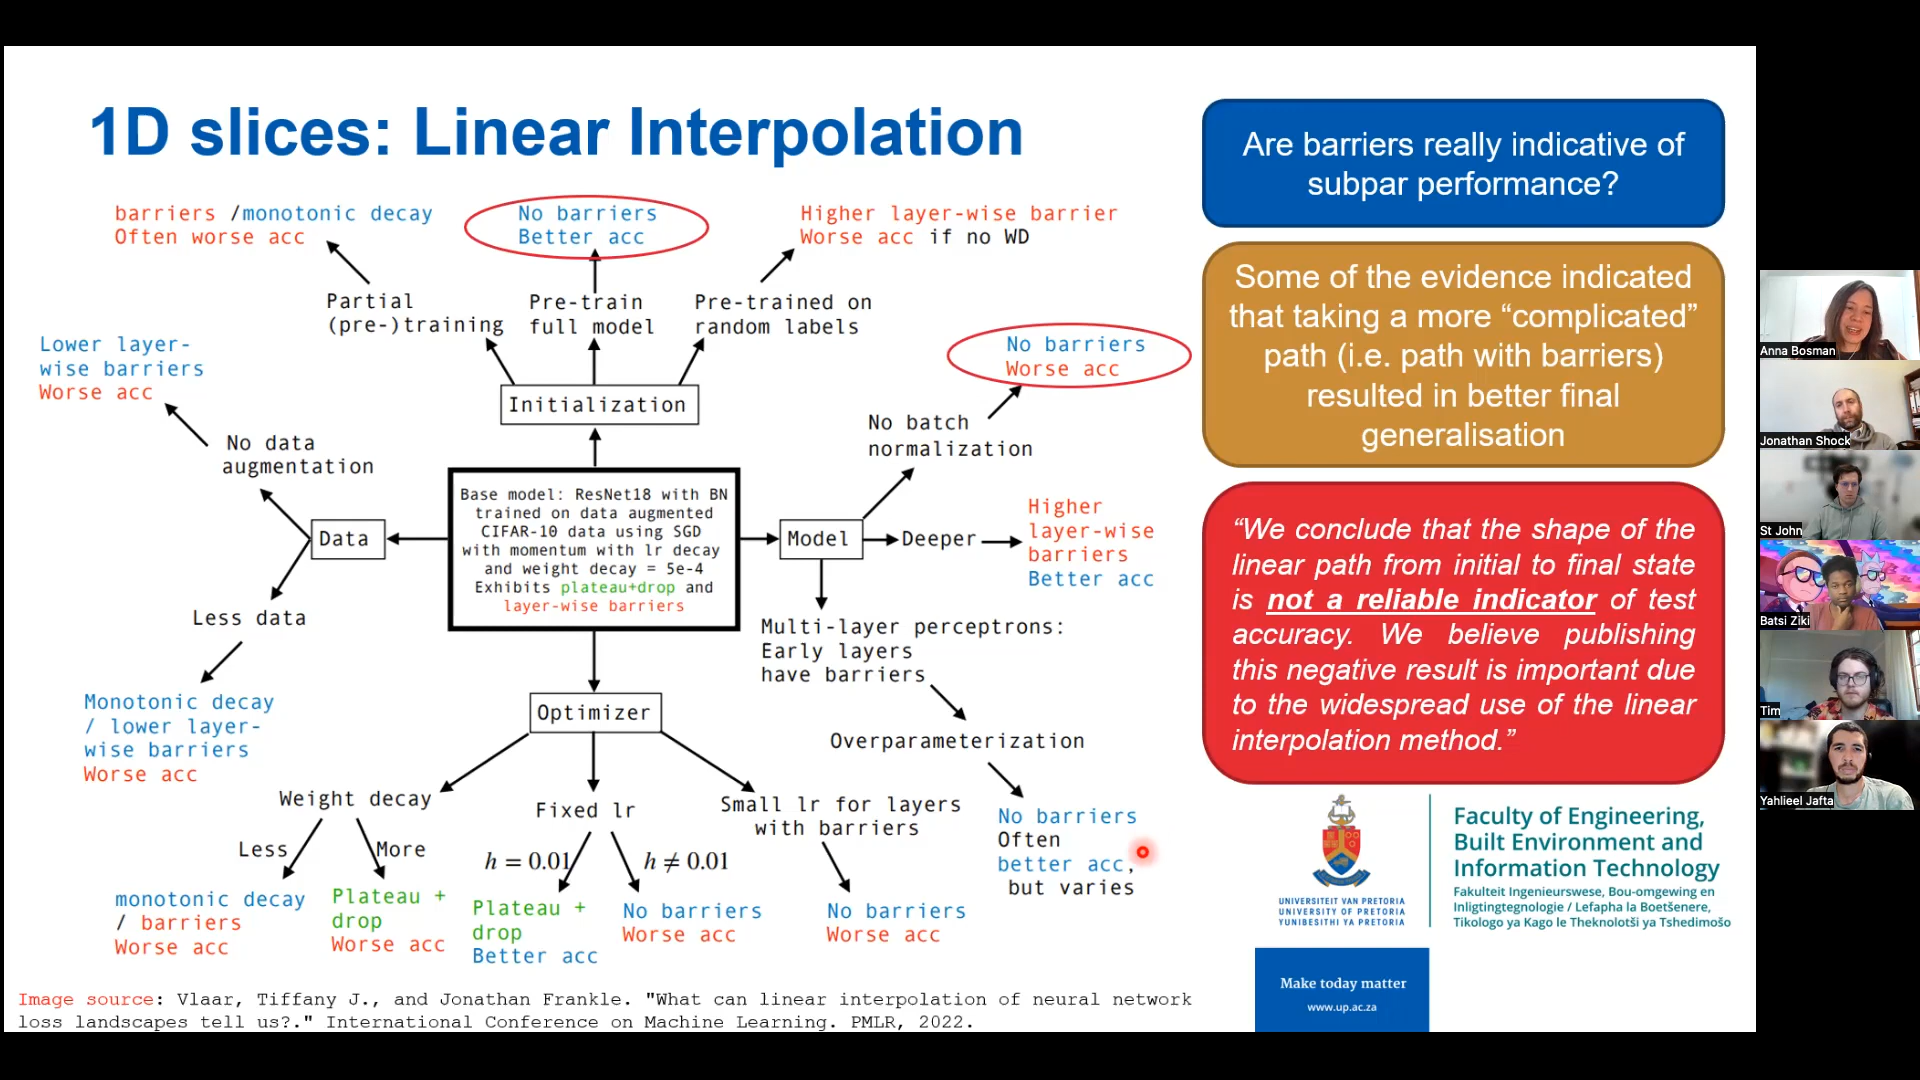 1D slices: Linear Interpolation
barriers /monotonic decay
Often worse acc
No barriers
Better acc
Higher layer-wise barrier
Worse acc if no WD
Partial
(pre-)training
Pre-train
full model
Pre-trained on
random labels
Lower layer-
wise barriers
Worse acc
No barriers
Worse acc
Initialization
No data
augmentation
No batch
normalization
Base model: ResNet18 with BN
trained on data augmented
CIFAR-10 data using SGD
with momentum with lr decay
and weight decay = 5e-4
Exhibits plateau+drop and
layer-wise barriers
Data
Model
Deeper
Higher
layer-wise
barriers
Better acc
Less data
Multi-layer perceptrons:
Early layers
have barriers
Monotonic decay
/ lower layer-
wise barriers
Worse acc
Optimizer
Overparameterization
Weight decay
Fixed lr
Small lr for layers
with barriers
No barriers
Often
better acc,
but varies
Less
More
h = 0.01
h ≠ 0.01
monotonic decay
/ barriers
Worse acc
Plateau +
drop
Worse acc
Plateau +
drop
Better acc
No barriers
Worse acc
No barriers
Worse acc
Image source: Vlaar, Tiffany J., and Jonathan Frankle. "What can linear interpolation of neural network
loss landscapes tell us?." International Conference on Machine Learning. PMLR, 2022.
Are barriers really indicative of
subpar performance?
Some of the evidence indicated
that taking a more “complicated”
path (i.e. path with barriers)
resulted in better final
generalisation
“We conclude that the shape of the
linear path from initial to final state
is not a reliable indicator of test
accuracy. We believe publishing
this negative result is important due
to the widespread use of the linear
interpolation method.”
UNIVERSITEIT VAN PRETORIA
UNIVERSITY OF PRETORIA
YUNIBESITHI YA PRETORIA
Faculty of Engineering,
Built Environment and
Information Technology
Fakulteit Ingenieurswese, Bou-omgewing en
Inligtingtegnologie / Lefapha la Boetšenere,
Tikologo ya Kago le Theknolotši ya Tshedimošo
Make today matter
www.up.ac.za
Anna Bosman
Jonathan Shock
St John
Batsi Ziki
Tim
Yahlieel Jafta